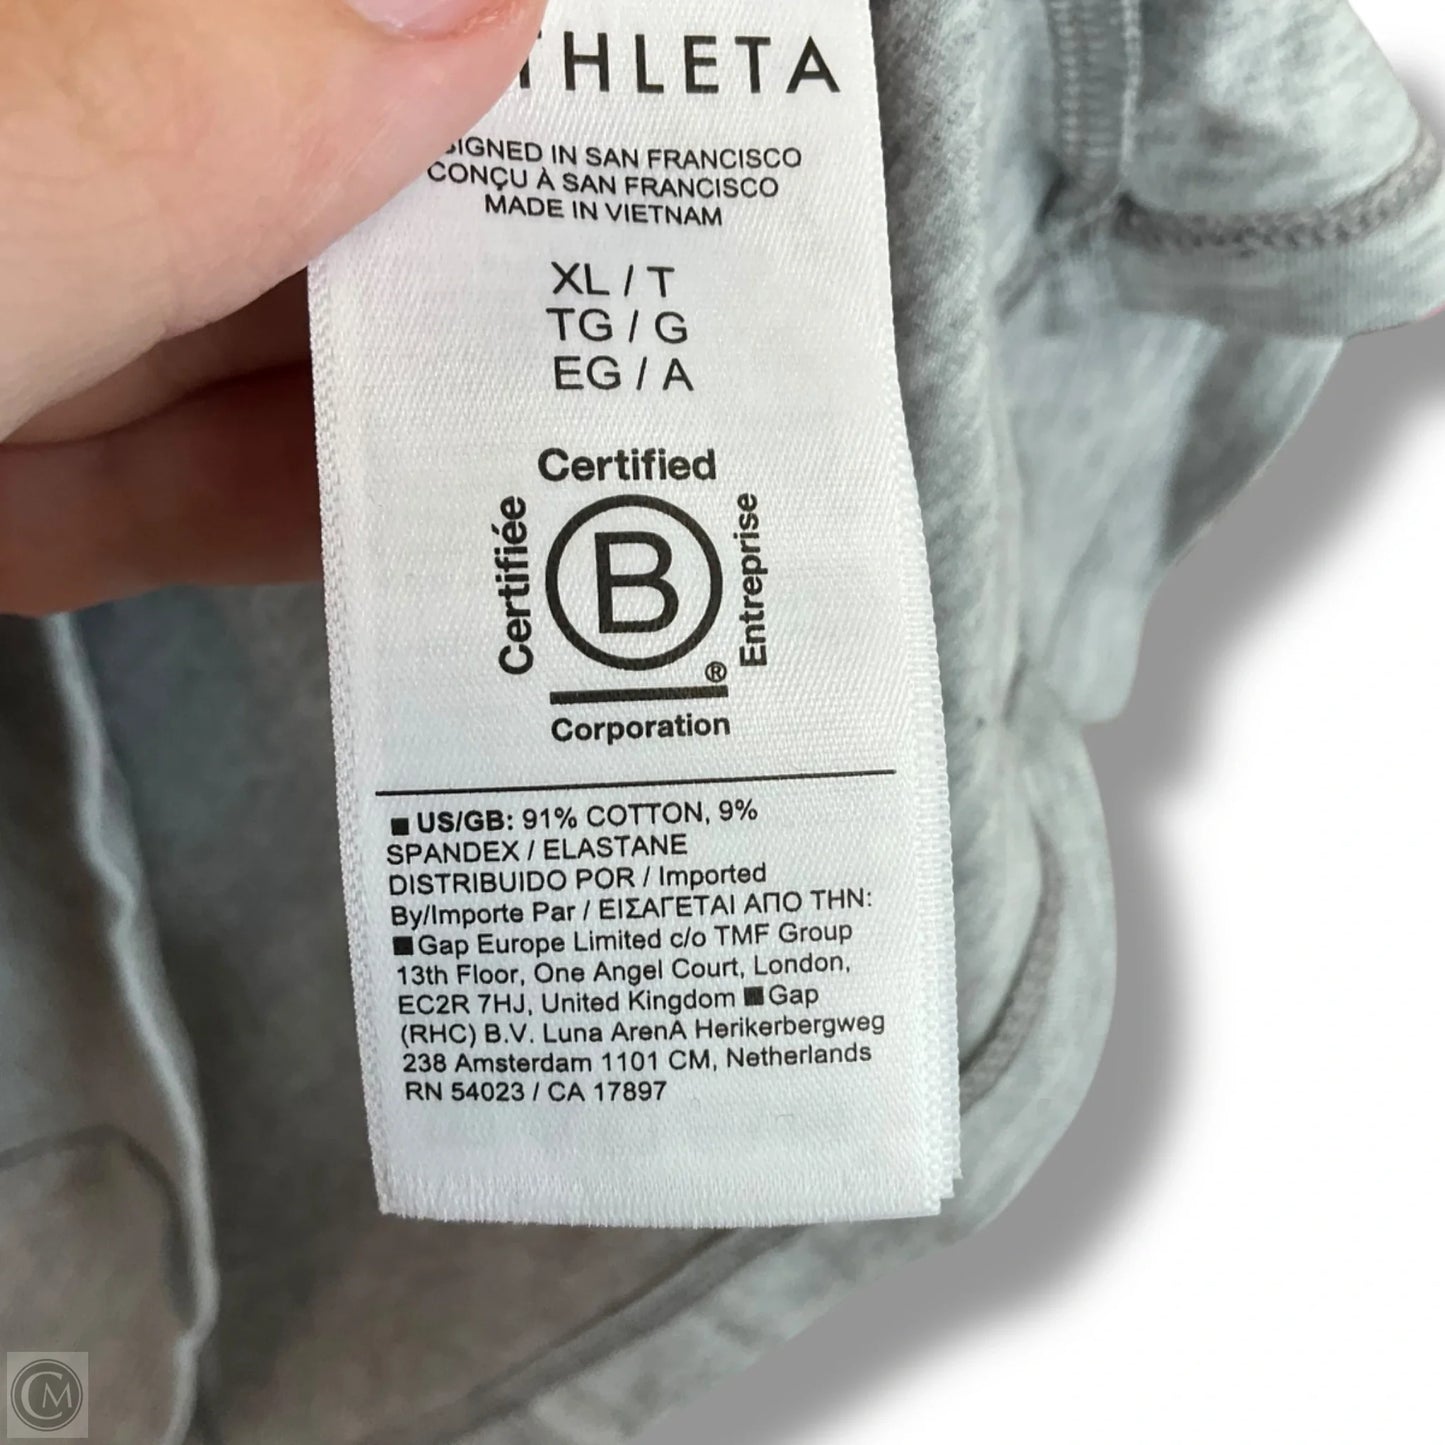 THLETA
SIGNED IN SAN FRANCISCO
CONÇU À SAN FRANCISCO
MADE IN VIETNAM
XL / T
TG / G
EG / A
Certified
Certifiée
B
Entreprise
®
Corporation
■ US/GB: 91% COTTON, 9%
SPANDEX / ELASTANE
DISTRIBUIDO POR / Imported
By/Importe Par / ΕΙΣΑΓΕΤΑΙ ΑΠΟ ΤΗΝ:
■ Gap Europe Limited c/o TMF Group
13th Floor, One Angel Court, London,
EC2R 7HJ, United Kingdom ■ Gap
(RHC) B.V. Luna ArenA Herikerbergweg
238 Amsterdam 1101 CM, Netherlands
RN 54023 / CA 17897
CM